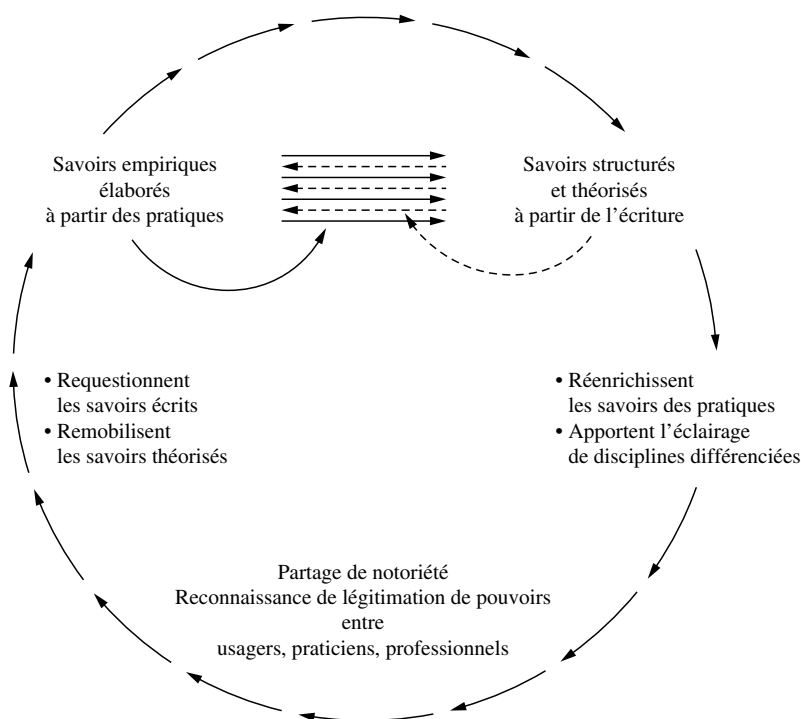 Savoirs empiriques
élaborés
à partir des pratiques
Savoirs structurés
et théorisés
à partir de l’écriture
• Requestionnent
les savoirs écrits
• Remobilisent
les savoirs théorisés
• Réenrichissent
les savoirs des pratiques
• Apportent l’éclairage
de disciplines différenciées
Partage de notoriété
Reconnaissance de légitimation de pouvoirs
entre
usagers, praticiens, professionnels